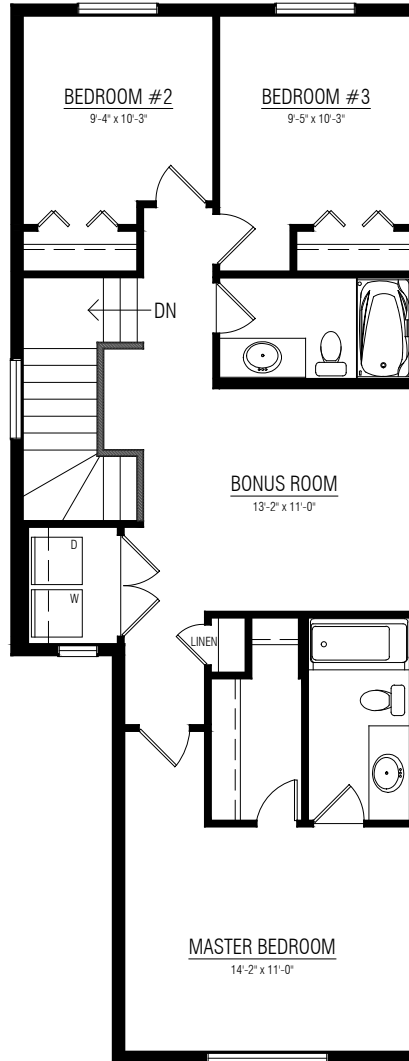 BEDROOM #2
9'-4" x 10'-3"
BEDROOM #3
9'-5" x 10'-3"
DN
BONUS ROOM
13'-2" x 11'-0"
D
W
LINEN
MASTER BEDROOM
14'-2" x 11'-0"